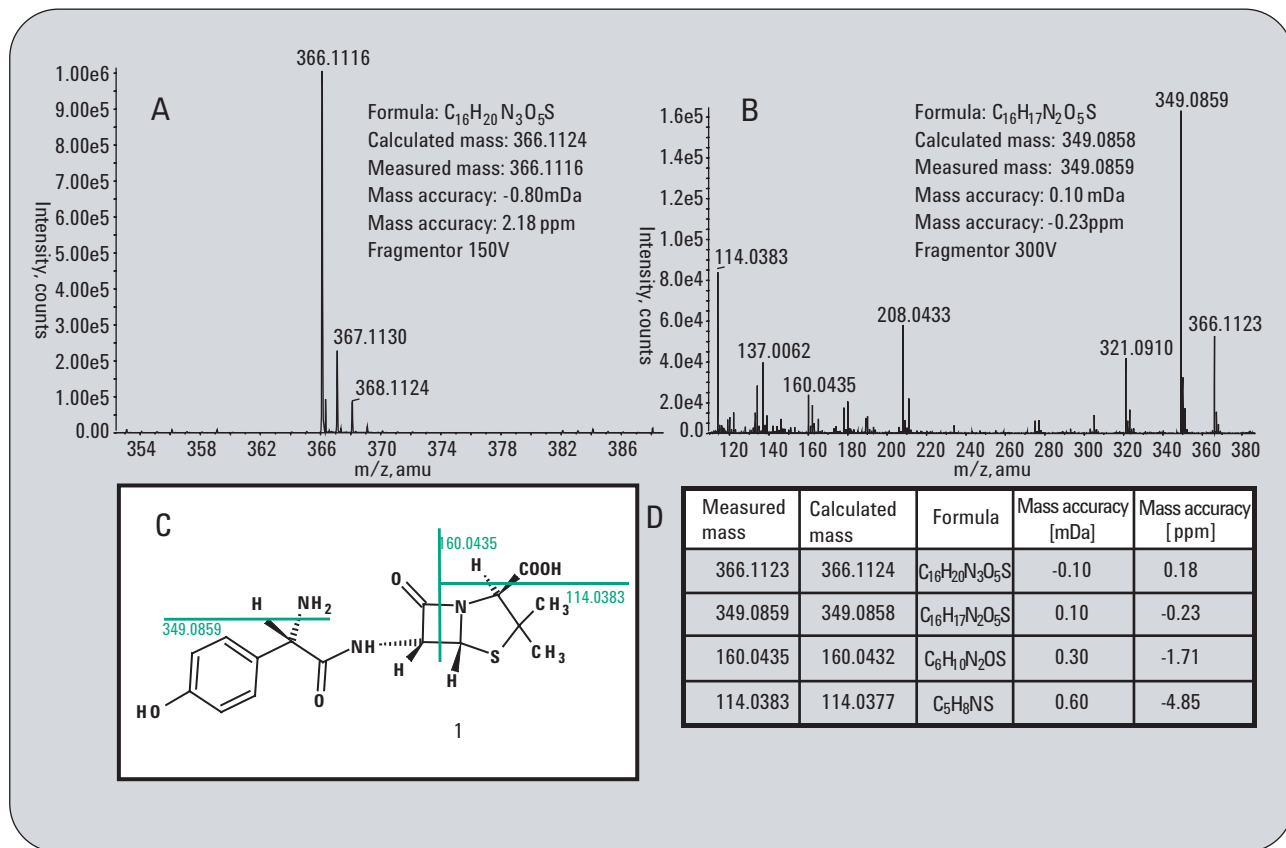 A
366.1116
1.00e6
9.00e5
8.00e5
7.00e5
6.00e5
5.00e5
4.00e5
3.00e5
2.00e5
1.00e5
0.00
Intensity, counts
Formula: C16H20 N3O5S
Calculated mass: 366.1124
Measured mass: 366.1116
Mass accuracy: -0.80mDa
Mass accuracy: 2.18 ppm
Fragmentor 150V
367.1130
368.1124
354 358 362 366 370 374 378 382 386
m/z, amu
B
349.0859
1.6e5
1.4e5
1.2e5
1.0e5
8.0e4
6.0e4
4.0e4
2.0e4
0.0
Intensity, counts
Formula: C16H17N2O5S
Calculated mass: 349.0858
Measured mass: 349.0859
Mass accuracy: 0.10 mDa
Mass accuracy: -0.23ppm
Fragmentor 300V
114.0383
137.0062
160.0435
208.0433
321.0910
366.1123
120 140 160 180 200 220 240 260 280 300 320 340 360 380
m/z, amu
C
160.0435
H
COOH
O
114.0383
H
NH2
N
CH3
349.0859
NH
H
S
CH3
H
O
HO
1
D
Measured mass Calculated mass Formula Mass accuracy [mDa] Mass accuracy [ppm]
366.1123 366.1124 C16H20N3O5S -0.10 0.18
349.0859 349.0858 C16H17N2O5S 0.10 -0.23
160.0435 160.0432 C6H10N2OS 0.30 -1.71
114.0383 114.0377 C5H8NS 0.60 -4.85